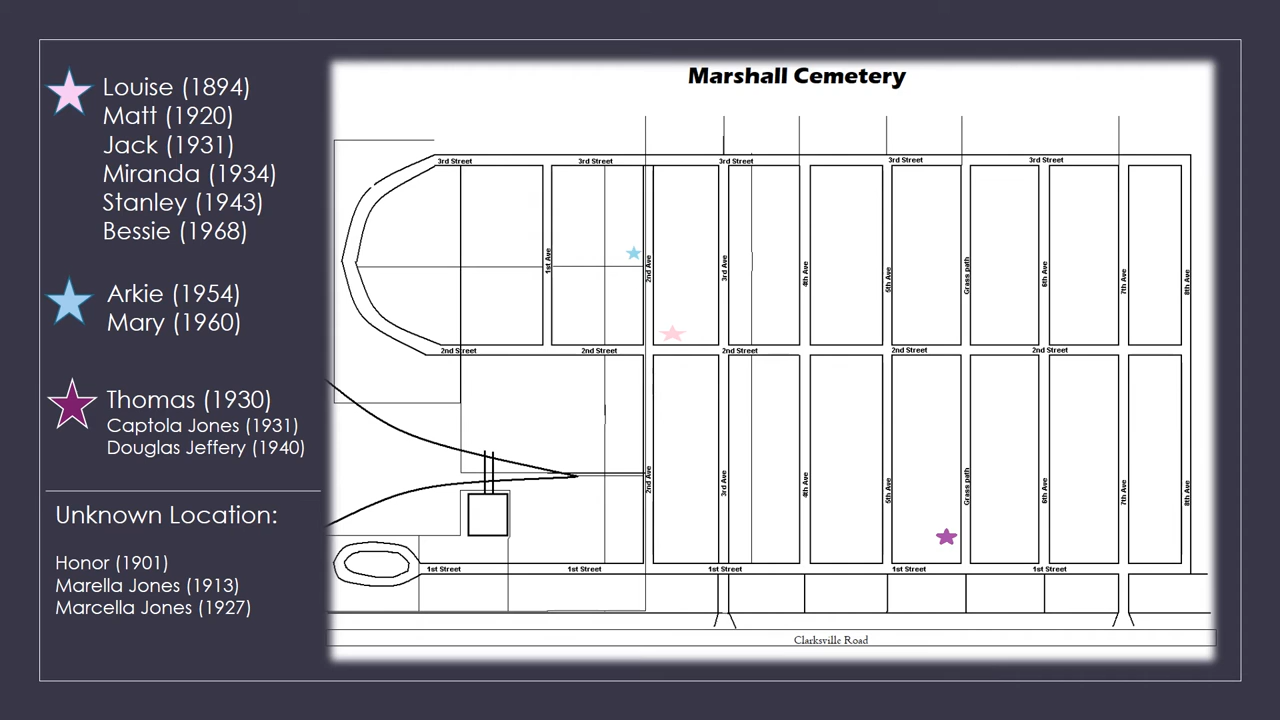 Marshall Cemetery
Louise (1894)
Matt (1920)
Jack (1931)
Miranda (1934)
Stanley (1943)
Bessie (1968)
Arkie (1954)
Mary (1960)
Thomas (1930)
Captola Jones (1931)
Douglas Jeffery (1940)
Unknown Location:
Honor (1901)
Marella Jones (1913)
Marcella Jones (1927)
3rd Street
3rd Street
3rd Street
3rd Street
3rd Street
1st Ave
2nd Ave
3rd Ave
4th Ave
5th Ave
Grass path
6th Ave
7th Ave
8th Ave
2nd Street
2nd Street
2nd Street
2nd Street
2nd Street
2nd Ave
3rd Ave
4th Ave
5th Ave
Grass path
6th Ave
7th Ave
8th Ave
1st Street
1st Street
1st Street
1st Street
1st Street
Clarksville Road